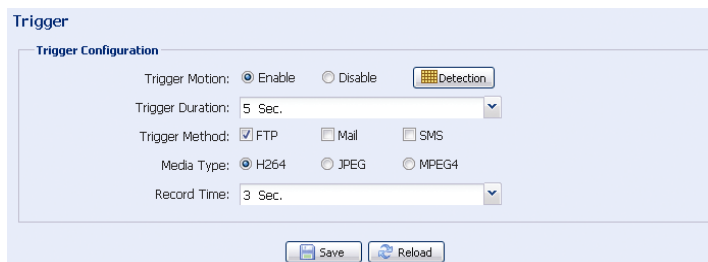 Trigger
Trigger Configuration
Trigger Motion: Enable Disable Detection
Trigger Duration: 5 Sec.
Trigger Method: FTP Mail SMS
Media Type: H264 JPEG MPEG4
Record Time: 3 Sec.
Save Reload